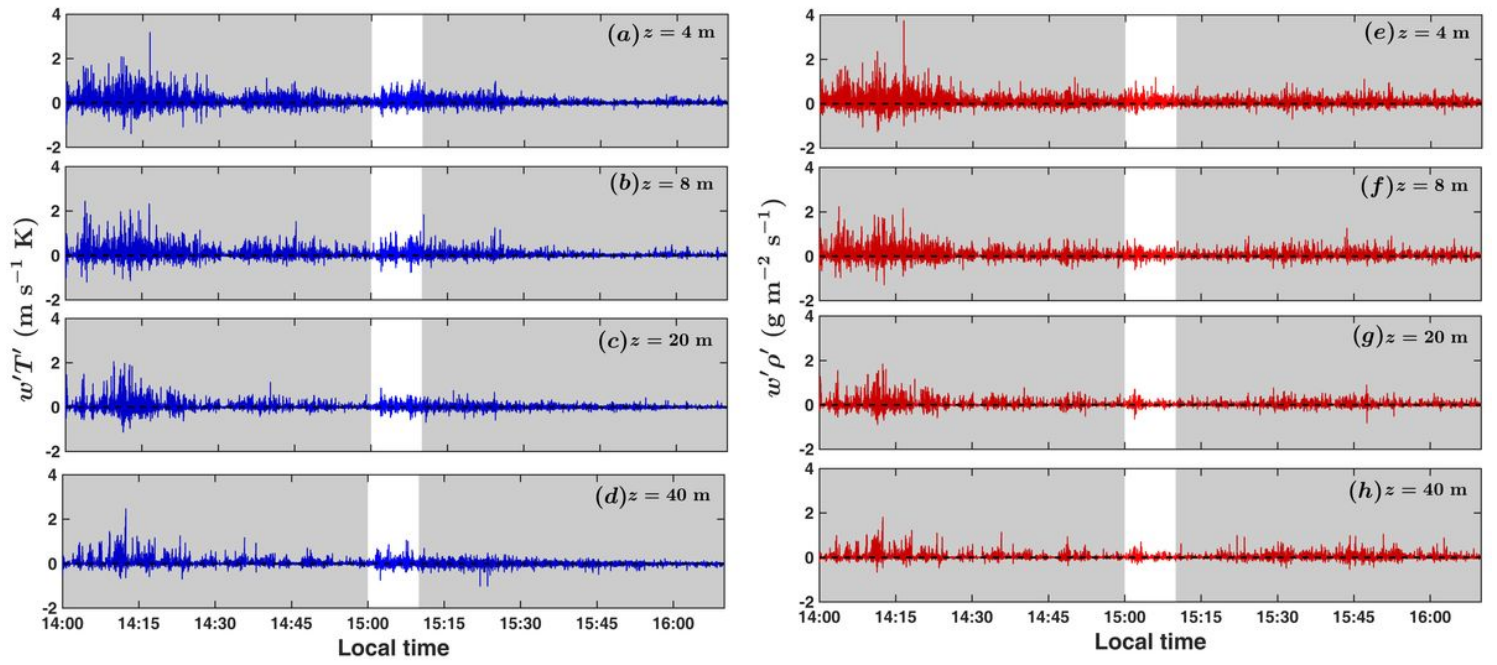 4
2
0
-2
(a) z = 4 m
4
2
0
-2
(b) z = 8 m
4
2
0
-2
(c) z = 20 m
4
2
0
-2
(d) z = 40 m
w′T′ (m s⁻¹ K)
14:00 14:15 14:30 14:45 15:00 15:15 15:30 15:45 16:00
Local time
4
2
0
-2
(e) z = 4 m
4
2
0
-2
(f) z = 8 m
4
2
0
-2
(g) z = 20 m
4
2
0
-2
(h) z = 40 m
w′ρ′ (g m⁻² s⁻¹)
14:00 14:15 14:30 14:45 15:00 15:15 15:30 15:45 16:00
Local time